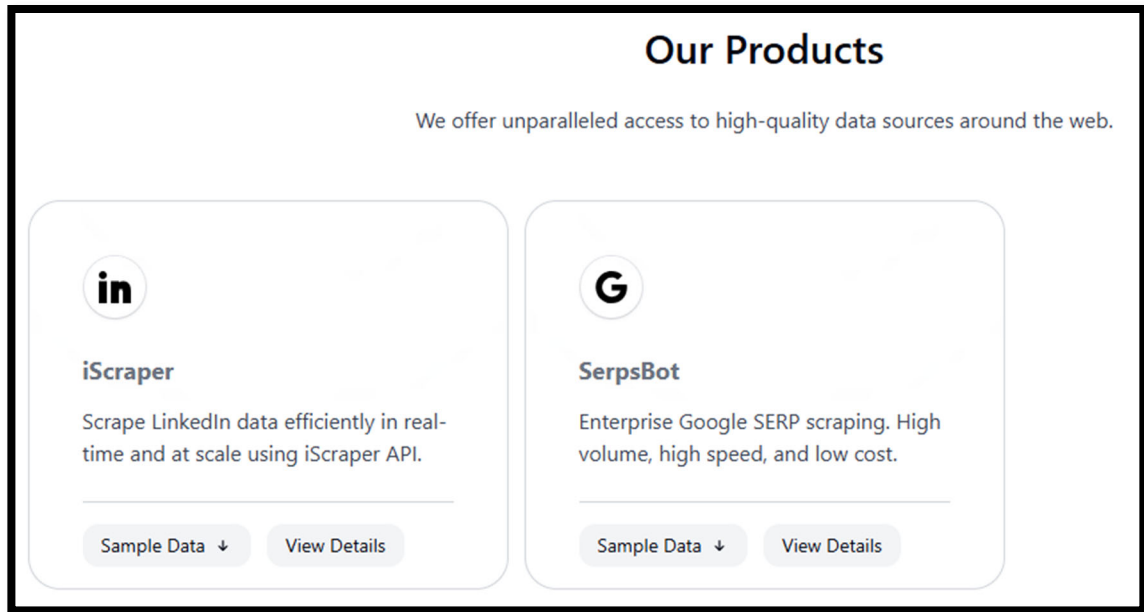 Our Products
We offer unparalleled access to high-quality data sources around the web.
in
iScraper
Scrape LinkedIn data efficiently in real-
time and at scale using iScraper API.
Sample Data ↓
View Details
G
SerpsBot
Enterprise Google SERP scraping. High
volume, high speed, and low cost.
Sample Data ↓
View Details